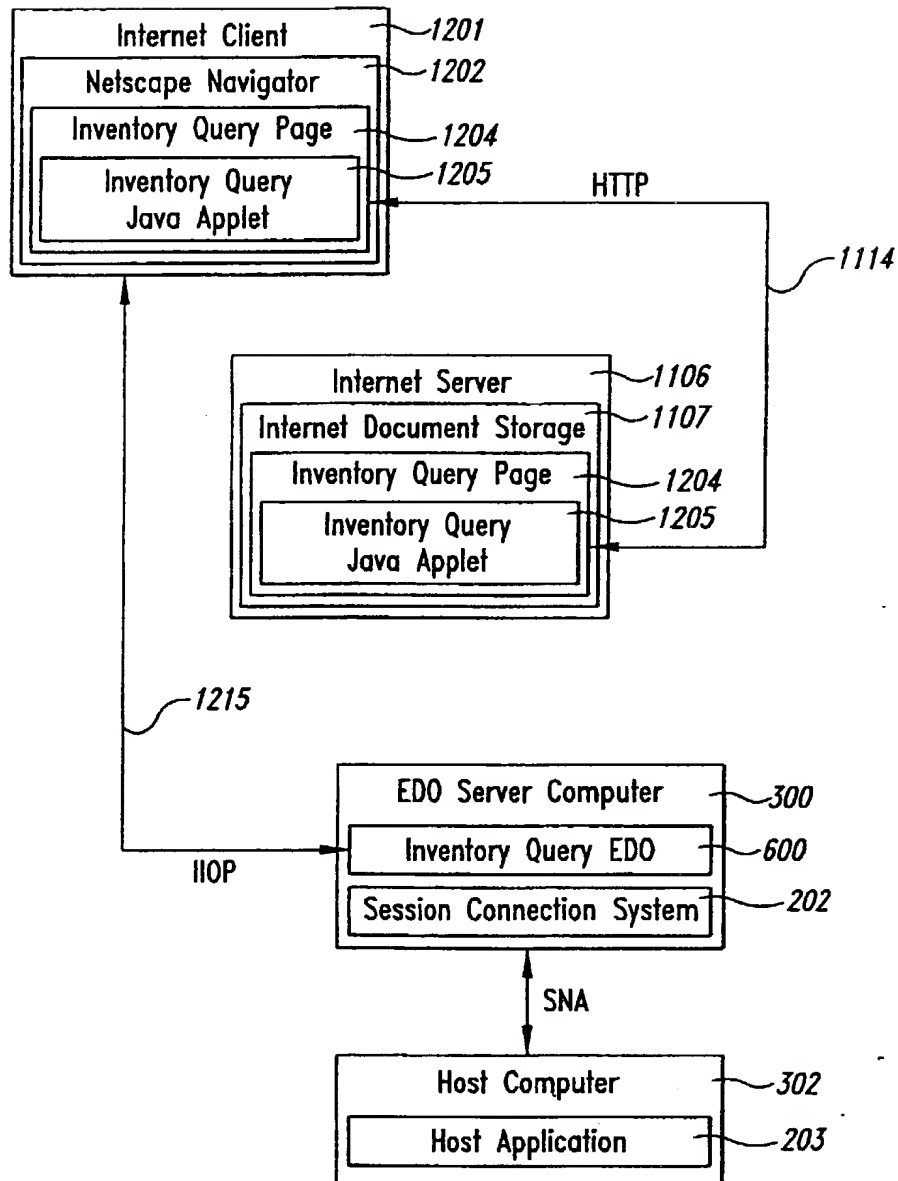 Internet Client
1201
Netscape Navigator
1202
Inventory Query Page
1204
1205
Inventory Query
Java Applet
HTTP
1114
Internet Server
1106
1107
Internet Document Storage
Inventory Query Page
1204
1205
Inventory Query
Java Applet
1215
EDO Server Computer
300
Inventory Query EDO
600
IIOP
Session Connection System
202
SNA
Host Computer
302
Host Application
203